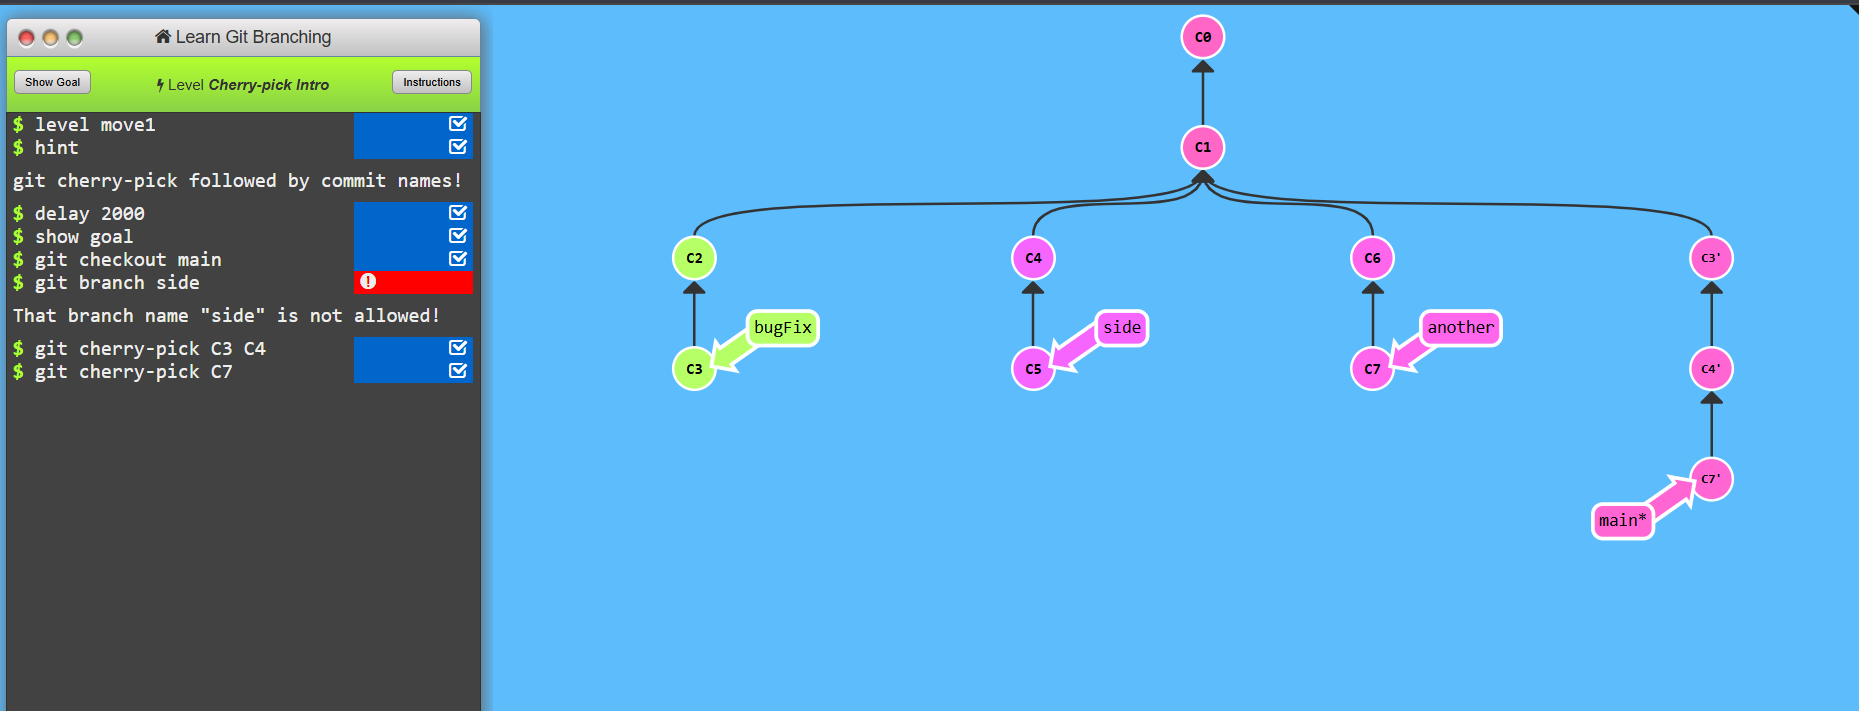 Learn Git Branching
Show Goal
Level Cherry-pick Intro
Instructions
$ level move1
$ hint
git cherry-pick followed by commit names!
$ delay 2000
$ show goal
$ git checkout main
$ git branch side
That branch name "side" is not allowed!
$ git cherry-pick C3 C4
$ git cherry-pick C7
C0
C1
C2
C4
C6
C3'
bugFix
side
another
C3
C5
C7
C4'
C7'
main*